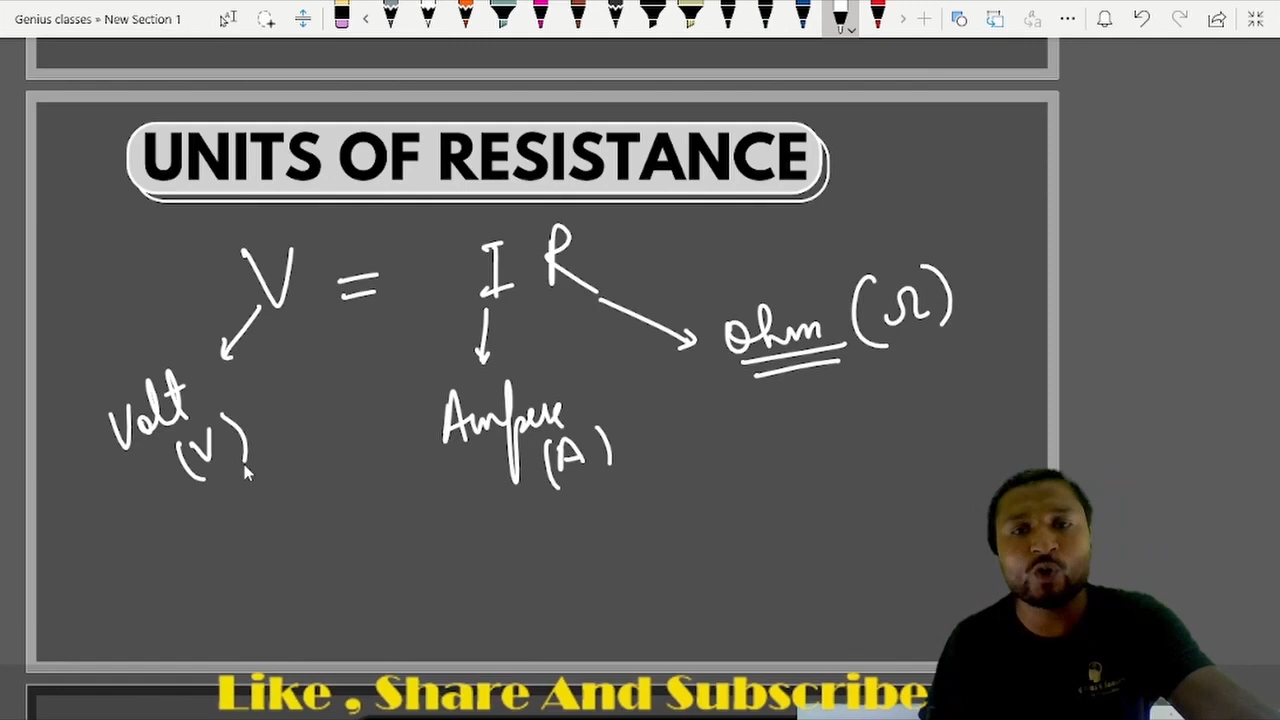 Genius classes » New Section 1
UNITS OF RESISTANCE
V = I R
ohm (Ω)
Volt
(V)
Ampere
(A)
Like , Share And Subscribe